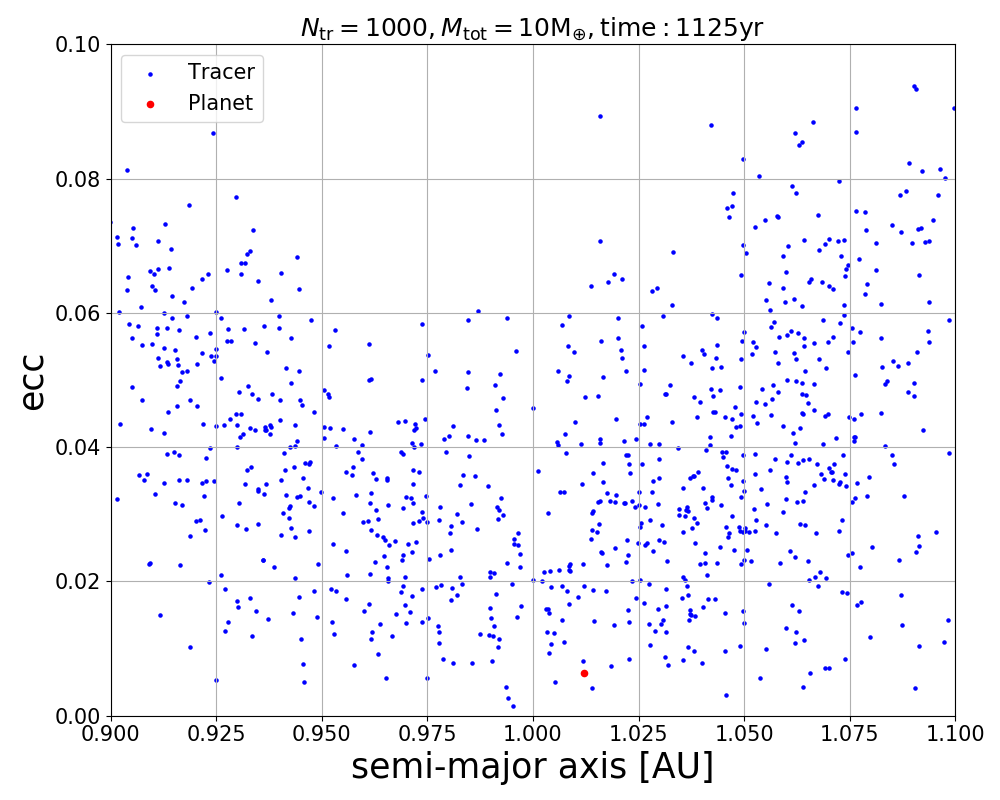 N_tr = 1000, M_tot = 10M_⊕, time : 1125yr
Tracer
Planet
ecc
0.10
0.08
0.06
0.04
0.02
0.00
0.900 0.925 0.950 0.975 1.000 1.025 1.050 1.075 1.100
semi-major axis [AU]